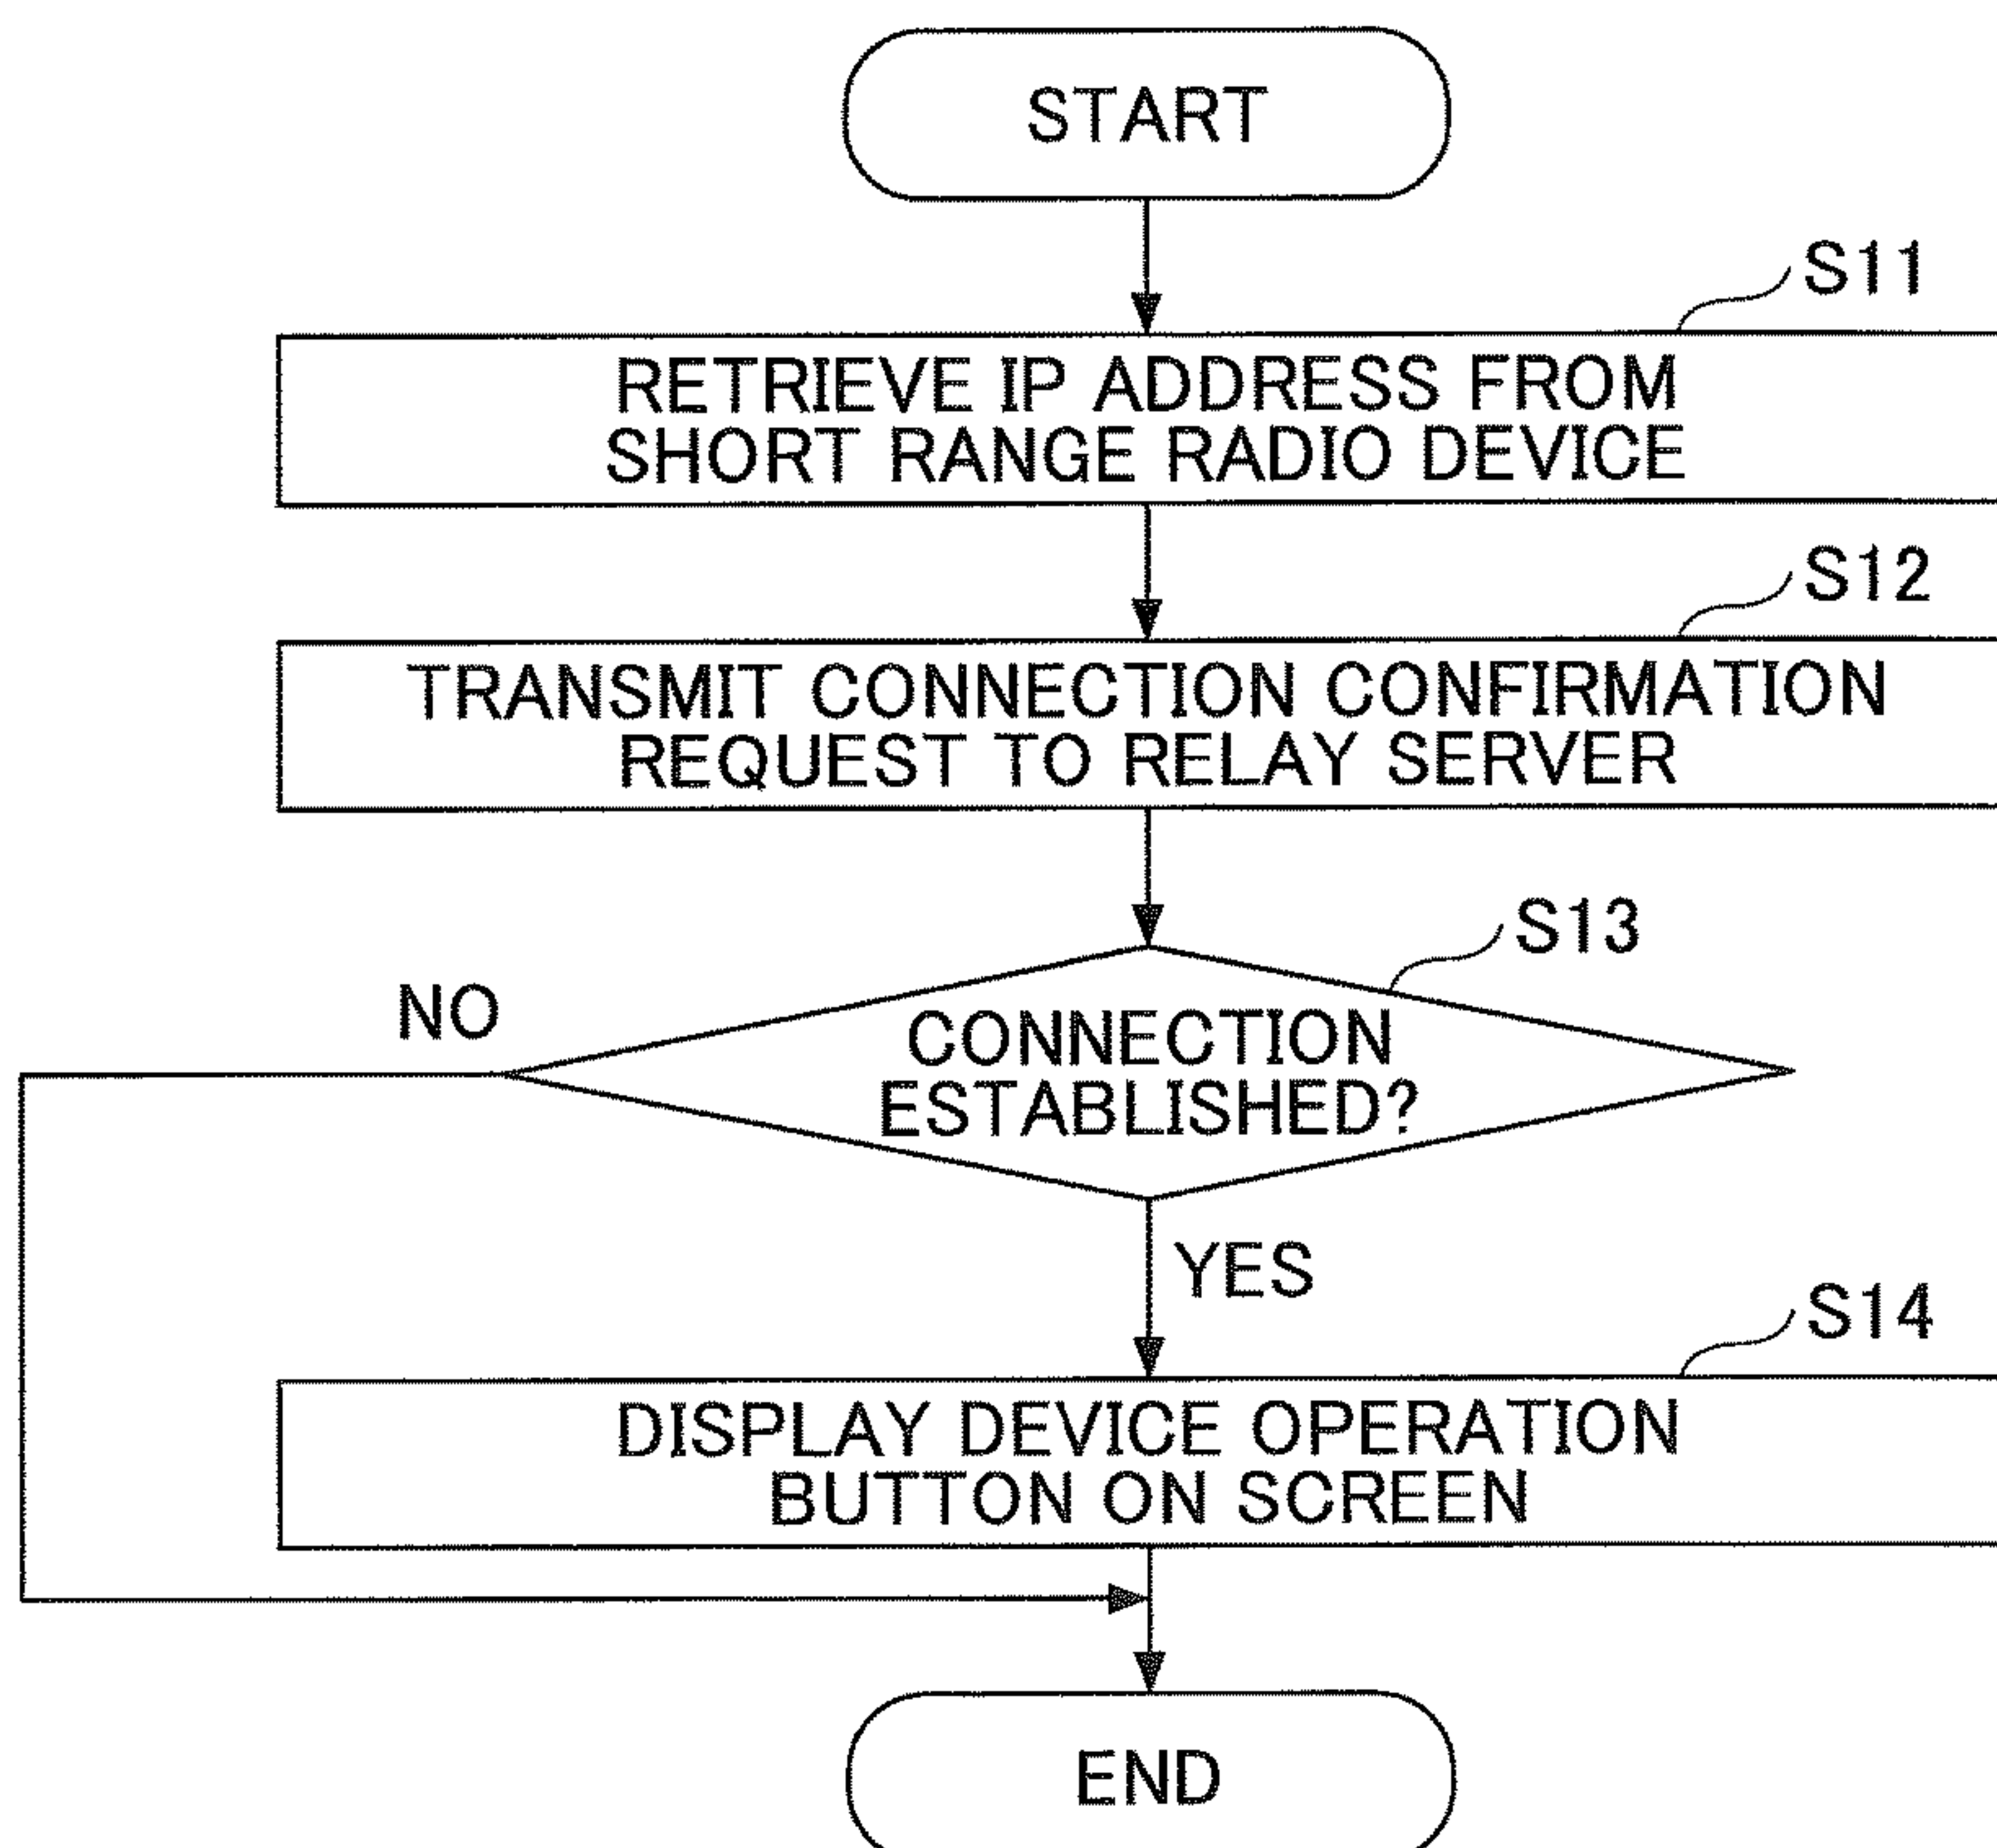 START
S11
RETRIEVE IP ADDRESS FROM
SHORT RANGE RADIO DEVICE
S12
TRANSMIT CONNECTION CONFIRMATION
REQUEST TO RELAY SERVER
S13
NO
CONNECTION
ESTABLISHED?
YES
S14
DISPLAY DEVICE OPERATION
BUTTON ON SCREEN
END